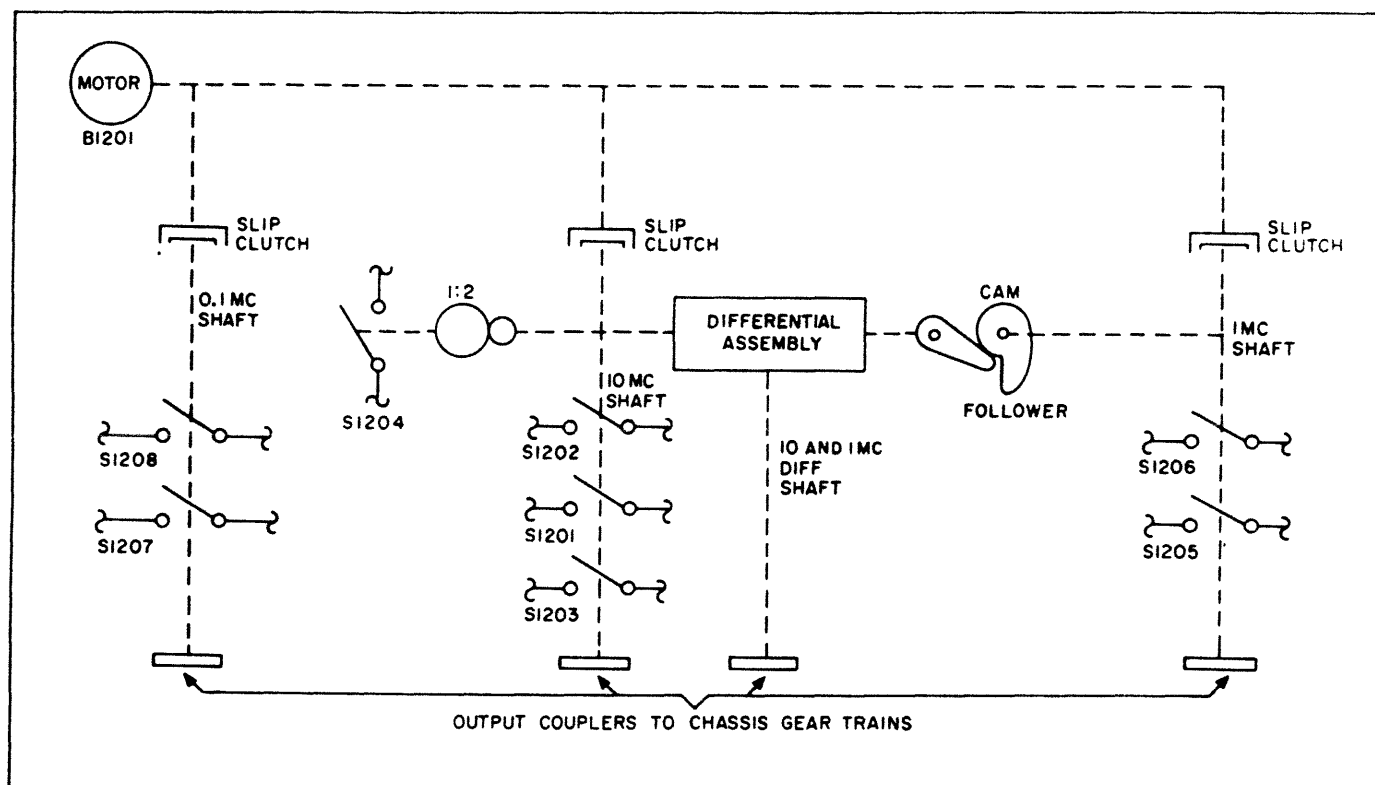 MOTOR
B1201
SLIP
CLUTCH
SLIP
CLUTCH
SLIP
CLUTCH
0.1 MC
SHAFT
1:2
DIFFERENTIAL
ASSEMBLY
CAM
1MC
SHAFT
FOLLOWER
10 MC
SHAFT
S1204
S1208
S1202
10 AND 1MC
DIFF
SHAFT
S1206
S1207
S1201
S1205
S1203
OUTPUT COUPLERS TO CHASSIS GEAR TRAINS